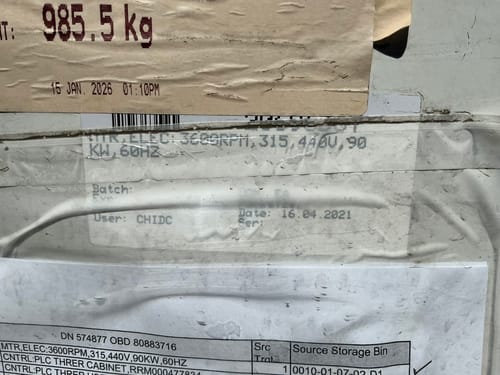 985.5 kg
15 JAN 2026 01:10PM
MTR,ELEC:3600RPM,315,440V,90
KW,60HZ
Batch:
User: CHIDC
Date: 16.04.2021
Ser:
DN 574877 OBD 80883716
MTR,ELEC:3600RPM,315,440V,90KW,60HZ
Src
Source Storage Bin
CNTRL:PLC THRER CABINET, RRM000477834
1 0010-01-07-02 D1